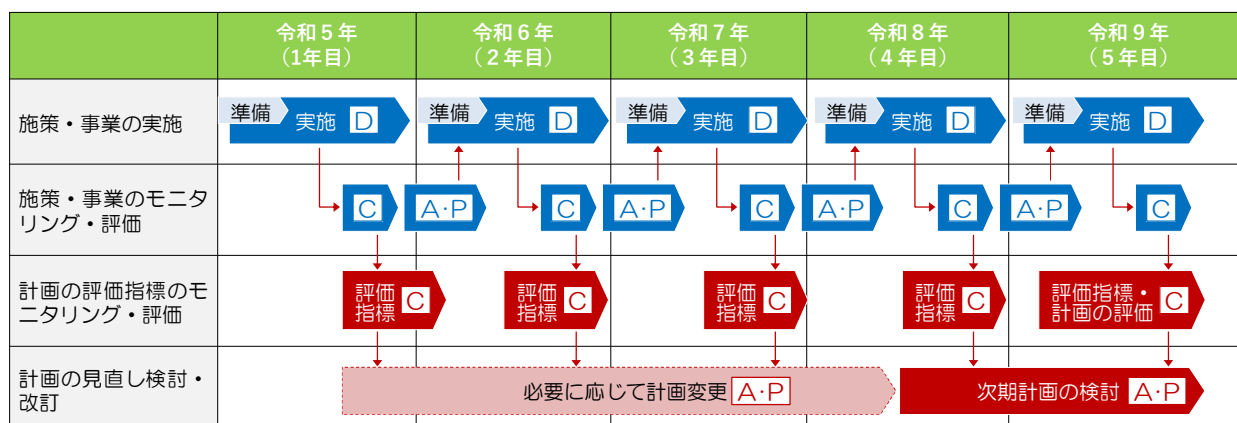 令和5年
(1年目)
令和6年
(2年目)
令和7年
(3年目)
令和8年
(4年目)
令和9年
(5年目)
施策・事業の実施
準備
実施 D
準備
実施 D
準備
実施 D
準備
実施 D
準備
実施 D
施策・事業のモニタ
リング・評価
C
A・P
C
A・P
C
A・P
C
A・P
C
計画の評価指標のモ
ニタリング・評価
評価
指標 C
評価
指標 C
評価
指標 C
評価
指標 C
評価指標・
計画の評価 C
計画の見直し検討・
改訂
必要に応じて計画変更 A・P
次期計画の検討 A・P